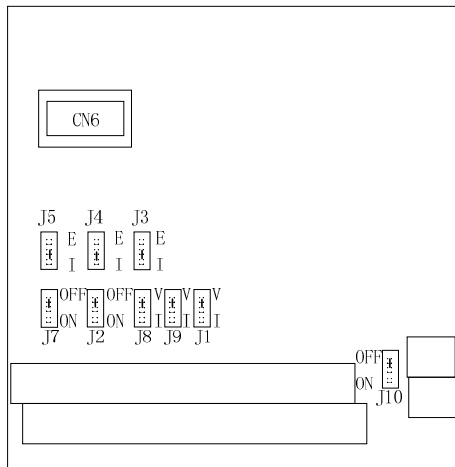 CN6
J5 J4 J3
E E E
I I I
OFF OFF V V V
ON ON I I I
J7 J2 J8 J9 J1
OFF
ON
J10